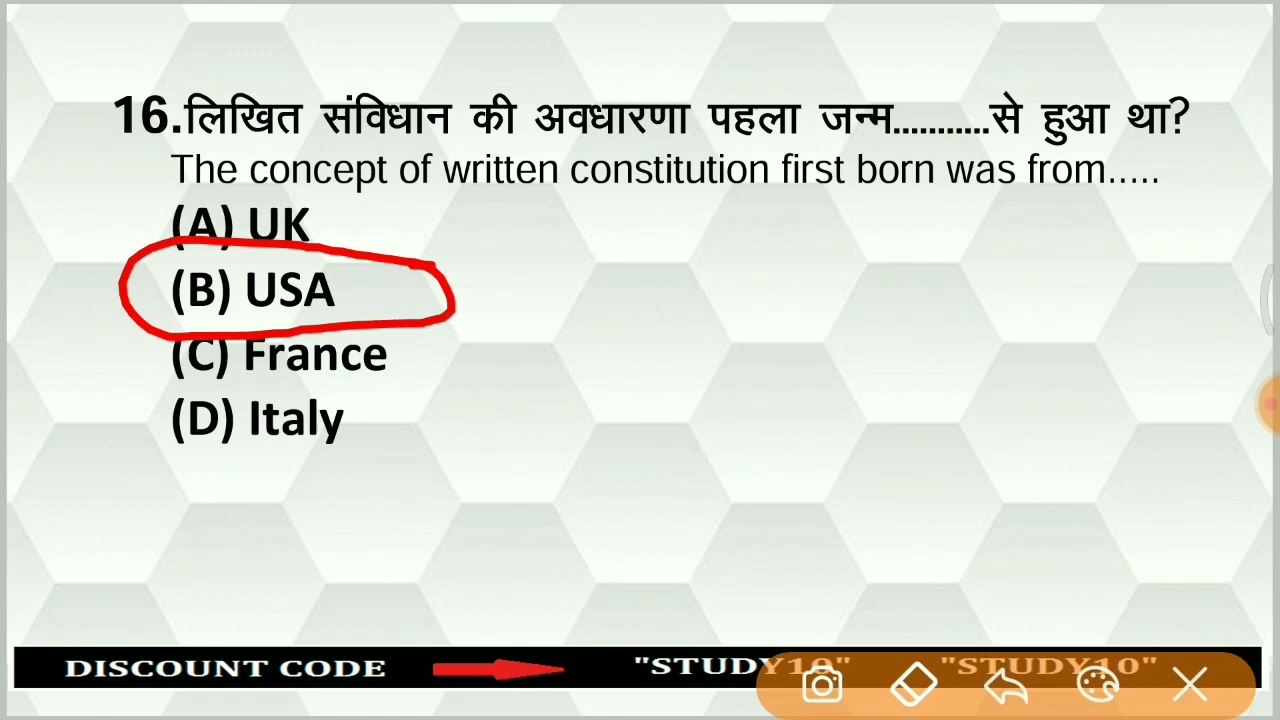 16.लिखित संविधान की अवधारणा पहला जन्म...........से हुआ था?
The concept of written constitution first born was from.....
(A) UK
(B) USA
(C) France
(D) Italy
DISCOUNT CODE "STUDY10" "STUDY10"